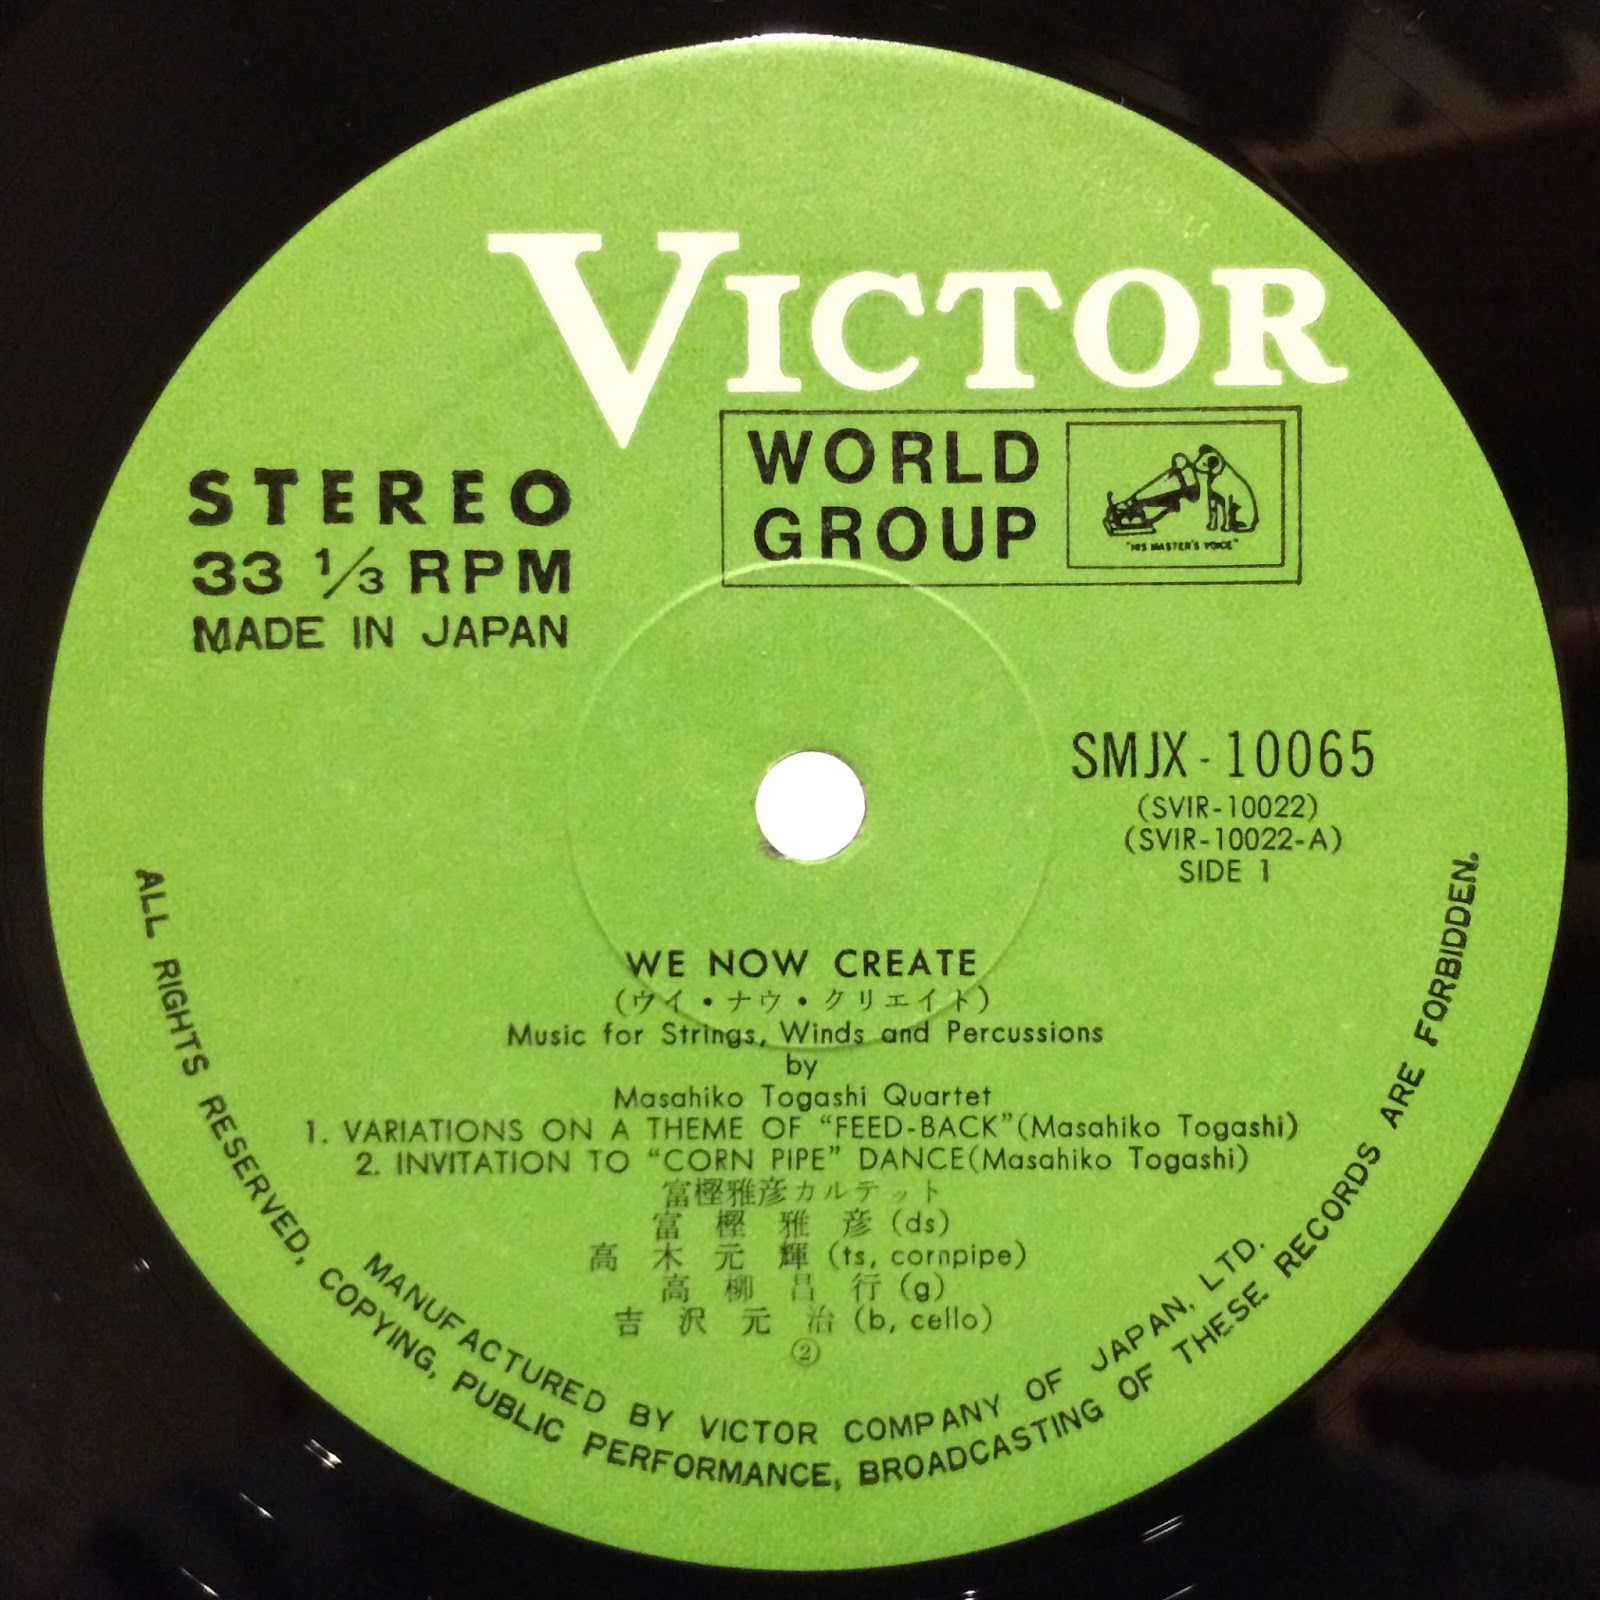 VICTOR
WORLD
GROUP
"HIS MASTER'S VOICE"
STEREO
33 1/3 RPM
MADE IN JAPAN
SMJX-10065
(SVIR-10022)
(SVIR-10022-A)
SIDE 1
WE NOW CREATE
(ウイ・ナウ・クリエイト)
Music for Strings, Winds and Percussions
by
Masahiko Togashi Quartet
1. VARIATIONS ON A THEME OF "FEED-BACK"(Masahiko Togashi)
2. INVITATION TO "CORN PIPE" DANCE(Masahiko Togashi)
富樫雅彦カルテット
富樫雅彦(ds)
高木元輝(ts, cornpipe)
高柳昌行(g)
吉沢元治(b, cello)
②
MANUFACTURED BY VICTOR COMPANY OF JAPAN, LTD.
ALL RIGHTS RESERVED, COPYING, PUBLIC PERFORMANCE, BROADCASTING OF THESE RECORDS ARE FORBIDDEN.